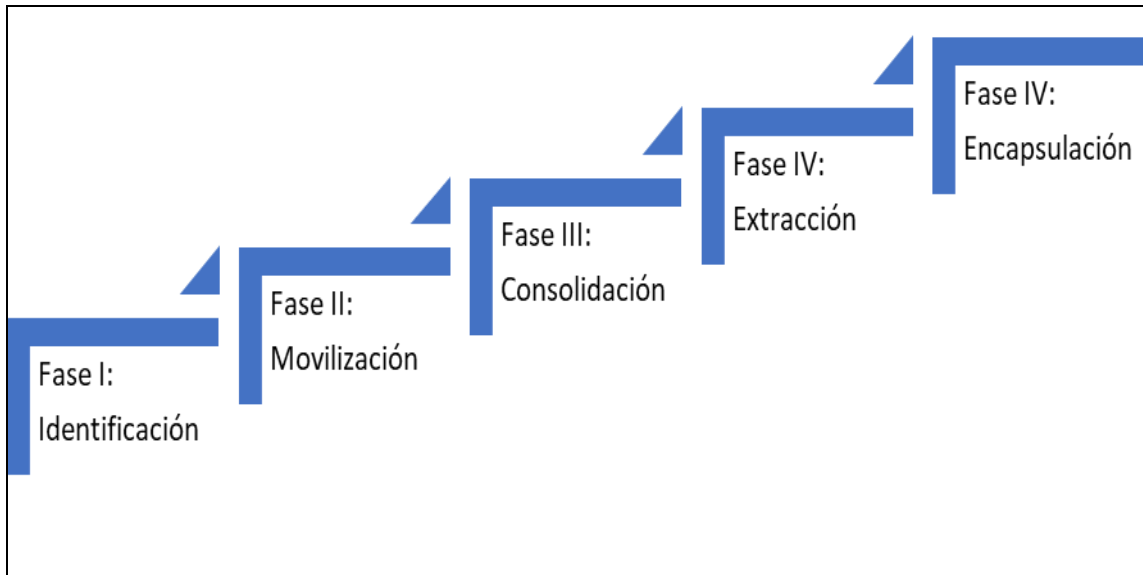 Fase I:
Identificación
Fase II:
Movilización
Fase III:
Consolidación
Fase IV:
Extracción
Fase IV:
Encapsulación